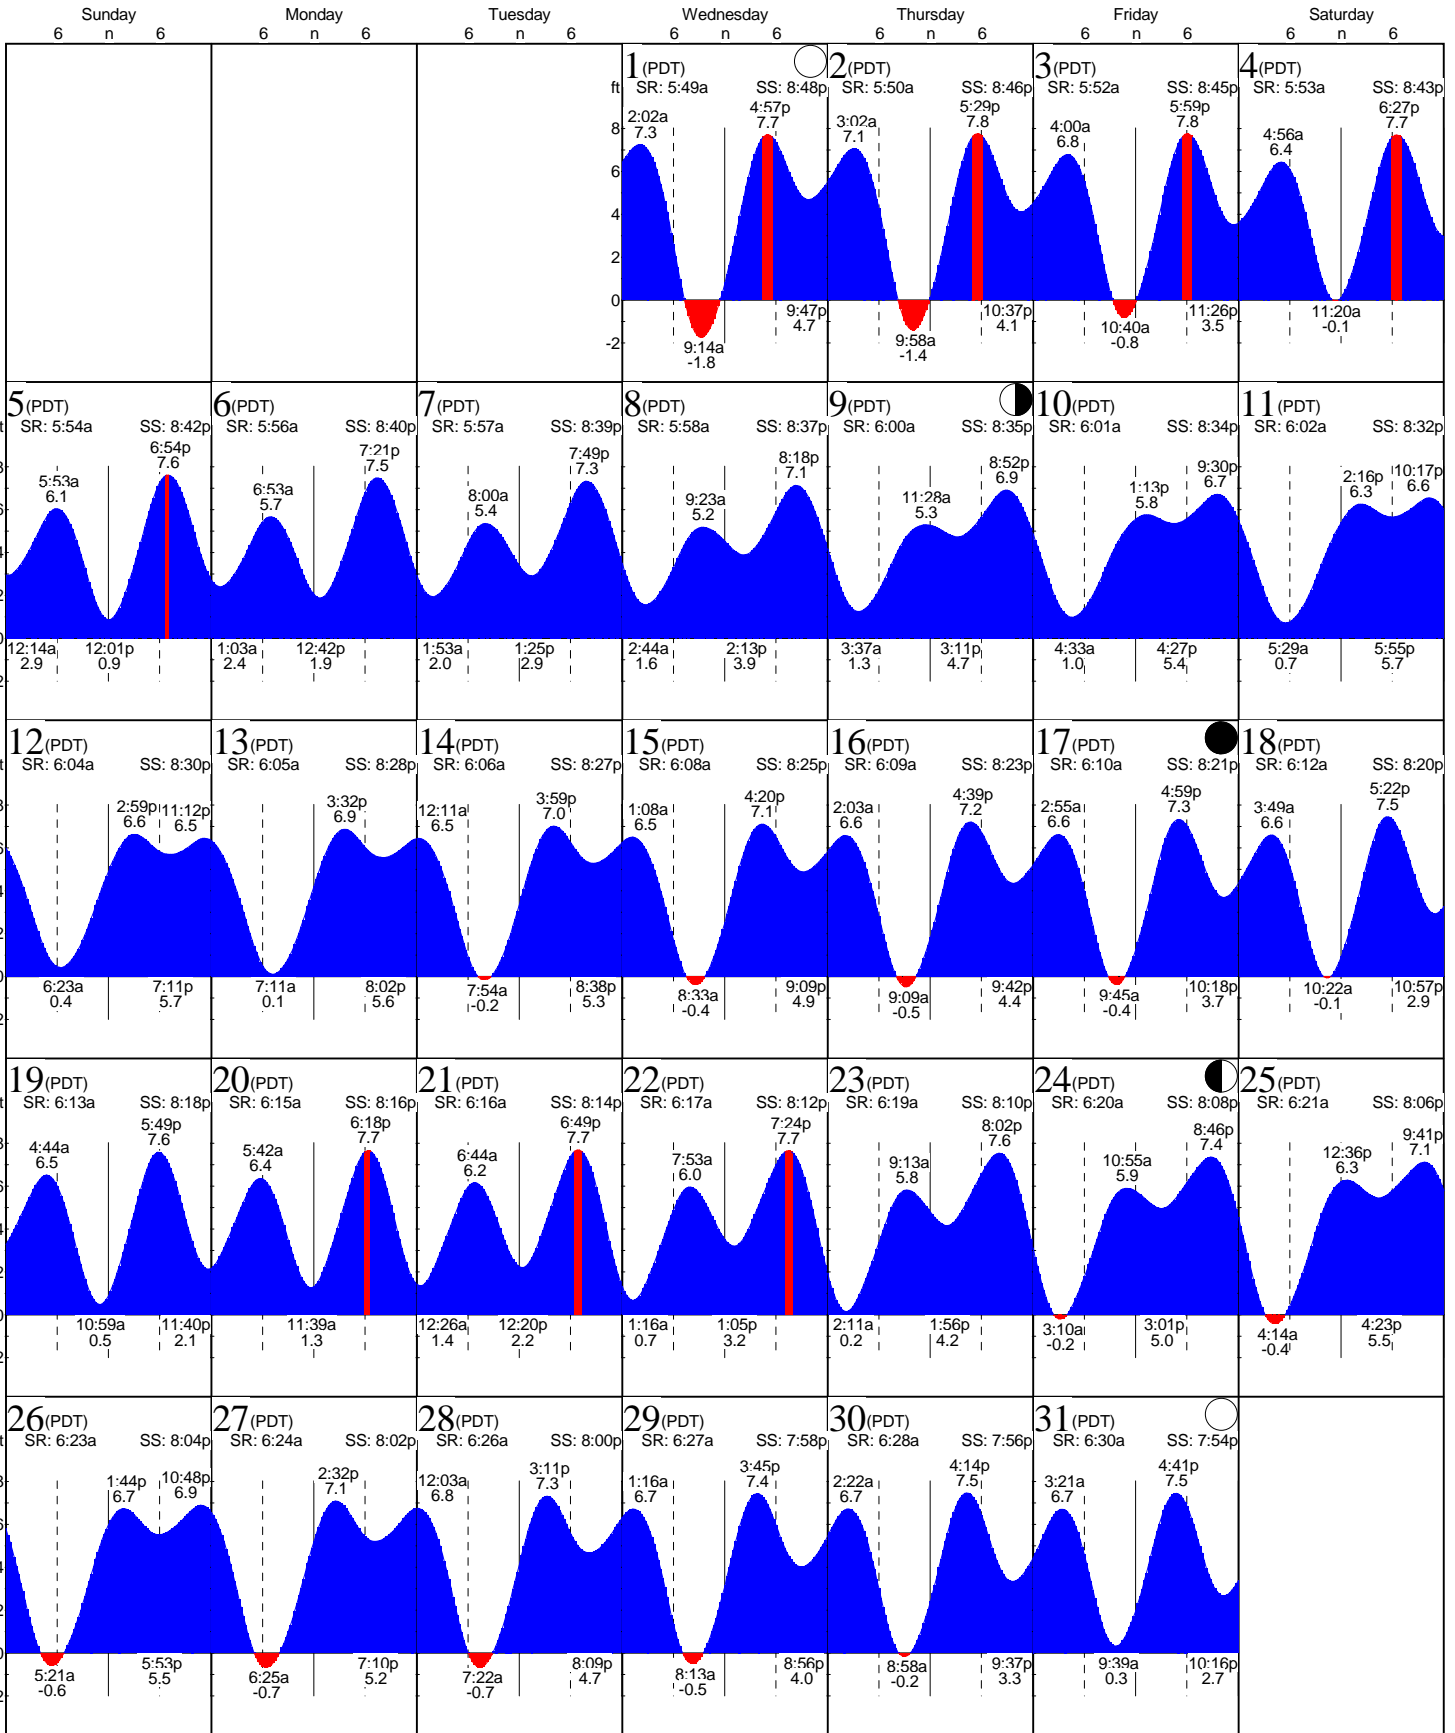 Sunday Monday Tuesday Wednesday Thursday Friday Saturday
6 n 6 6 n 6 6 n 6 6 n 6 6 n 6 6 n 6 6 n 6
1(PDT) 2(PDT) 3(PDT) 4(PDT)
ft SR: 5:49a SS: 8:48p SR: 5:50a SS: 8:46p SR: 5:52a SS: 8:45p SR: 5:53a SS: 8:43p
2:02a 4:57p 3:02a 5:29p 4:00a 5:59p 4:56a 6:27p
7.3 7.7 7.1 7.8 6.8 7.8 6.4 7.7
8
6
4
2
0
-2
9:14a 9:47p 9:58a 10:37p 10:40a 11:26p 11:20a
-1.8 4.7 -1.4 4.1 -0.8 3.5 -0.1
5(PDT) 6(PDT) 7(PDT) 8(PDT) 9(PDT) 10(PDT) 11(PDT)
SR: 5:54a SS: 8:42p SR: 5:56a SS: 8:40p SR: 5:57a SS: 8:39p SR: 5:58a SS: 8:37p SR: 6:00a SS: 8:35p SR: 6:01a SS: 8:34p SR: 6:02a SS: 8:32p
5:53a 6:54p 6:53a 7:21p 8:00a 7:49p 9:23a 8:18p 11:28a 8:52p 1:13p 9:30p 2:16p 10:17p
6.1 7.6 5.7 7.5 5.4 7.3 5.2 7.1 5.3 6.9 5.8 6.7 6.3 6.6
12:14a 12:01p 1:03a 12:42p 1:53a 1:25p 2:44a 2:13p 3:37a 3:11p 4:33a 4:27p 5:29a 5:55p
2.9 0.9 2.4 1.9 2.0 2.9 1.6 3.9 1.3 4.7 1.0 5.4 0.7 5.7
12(PDT) 13(PDT) 14(PDT) 15(PDT) 16(PDT) 17(PDT) 18(PDT)
SR: 6:04a SS: 8:30p SR: 6:05a SS: 8:28p SR: 6:06a SS: 8:27p SR: 6:08a SS: 8:25p SR: 6:09a SS: 8:23p SR: 6:10a SS: 8:21p SR: 6:12a SS: 8:20p
2:59p 11:12p 3:32p 12:11a 3:59p 1:08a 4:20p 2:03a 4:39p 2:55a 4:59p 3:49a 5:22p
6.6 6.5 6.9 6.5 7.0 6.5 7.1 6.6 7.2 6.6 7.3 6.6 7.5
6:23a 7:11p 7:11a 8:02p 7:54a 8:38p 8:33a 9:09p 9:09a 9:42p 9:45a 10:18p 10:22a 10:57p
0.4 5.7 0.1 5.6 -0.2 5.3 -0.4 4.9 -0.5 4.4 -0.4 3.7 -0.1 2.9
19(PDT) 20(PDT) 21(PDT) 22(PDT) 23(PDT) 24(PDT) 25(PDT)
SR: 6:13a SS: 8:18p SR: 6:15a SS: 8:16p SR: 6:16a SS: 8:14p SR: 6:17a SS: 8:12p SR: 6:19a SS: 8:10p SR: 6:20a SS: 8:08p SR: 6:21a SS: 8:06p
4:44a 5:49p 5:42a 6:18p 6:44a 6:49p 7:53a 7:24p 9:13a 8:02p 10:55a 8:46p 12:36p 9:41p
6.5 7.6 6.4 7.7 6.2 7.7 6.0 7.7 5.8 7.6 5.9 7.4 6.3 7.1
10:59a 11:40p 11:39a 12:26a 12:20p 1:16a 1:05p 2:11a 1:56p 3:10a 3:01p 4:14a 4:23p
0.5 2.1 1.3 1.4 2.2 0.7 3.2 0.2 4.2 -0.2 5.0 -0.4 5.5
26(PDT) 27(PDT) 28(PDT) 29(PDT) 30(PDT) 31(PDT)
SR: 6:23a SS: 8:04p SR: 6:24a SS: 8:02p SR: 6:26a SS: 8:00p SR: 6:27a SS: 7:58p SR: 6:28a SS: 7:56p SR: 6:30a SS: 7:54p
1:44p 10:48p 2:32p 12:03a 3:11p 1:16a 3:45p 2:22a 4:14p 3:21a 4:41p
6.7 6.9 7.1 6.8 7.3 6.7 7.4 6.7 7.5 6.7 7.5
5:21a 5:53p 6:25a 7:10p 7:22a 8:09p 8:13a 8:56p 8:58a 9:37p 9:39a 10:16p
-0.6 5.5 -0.7 5.2 -0.7 4.7 -0.5 4.0 -0.2 3.3 0.3 2.7